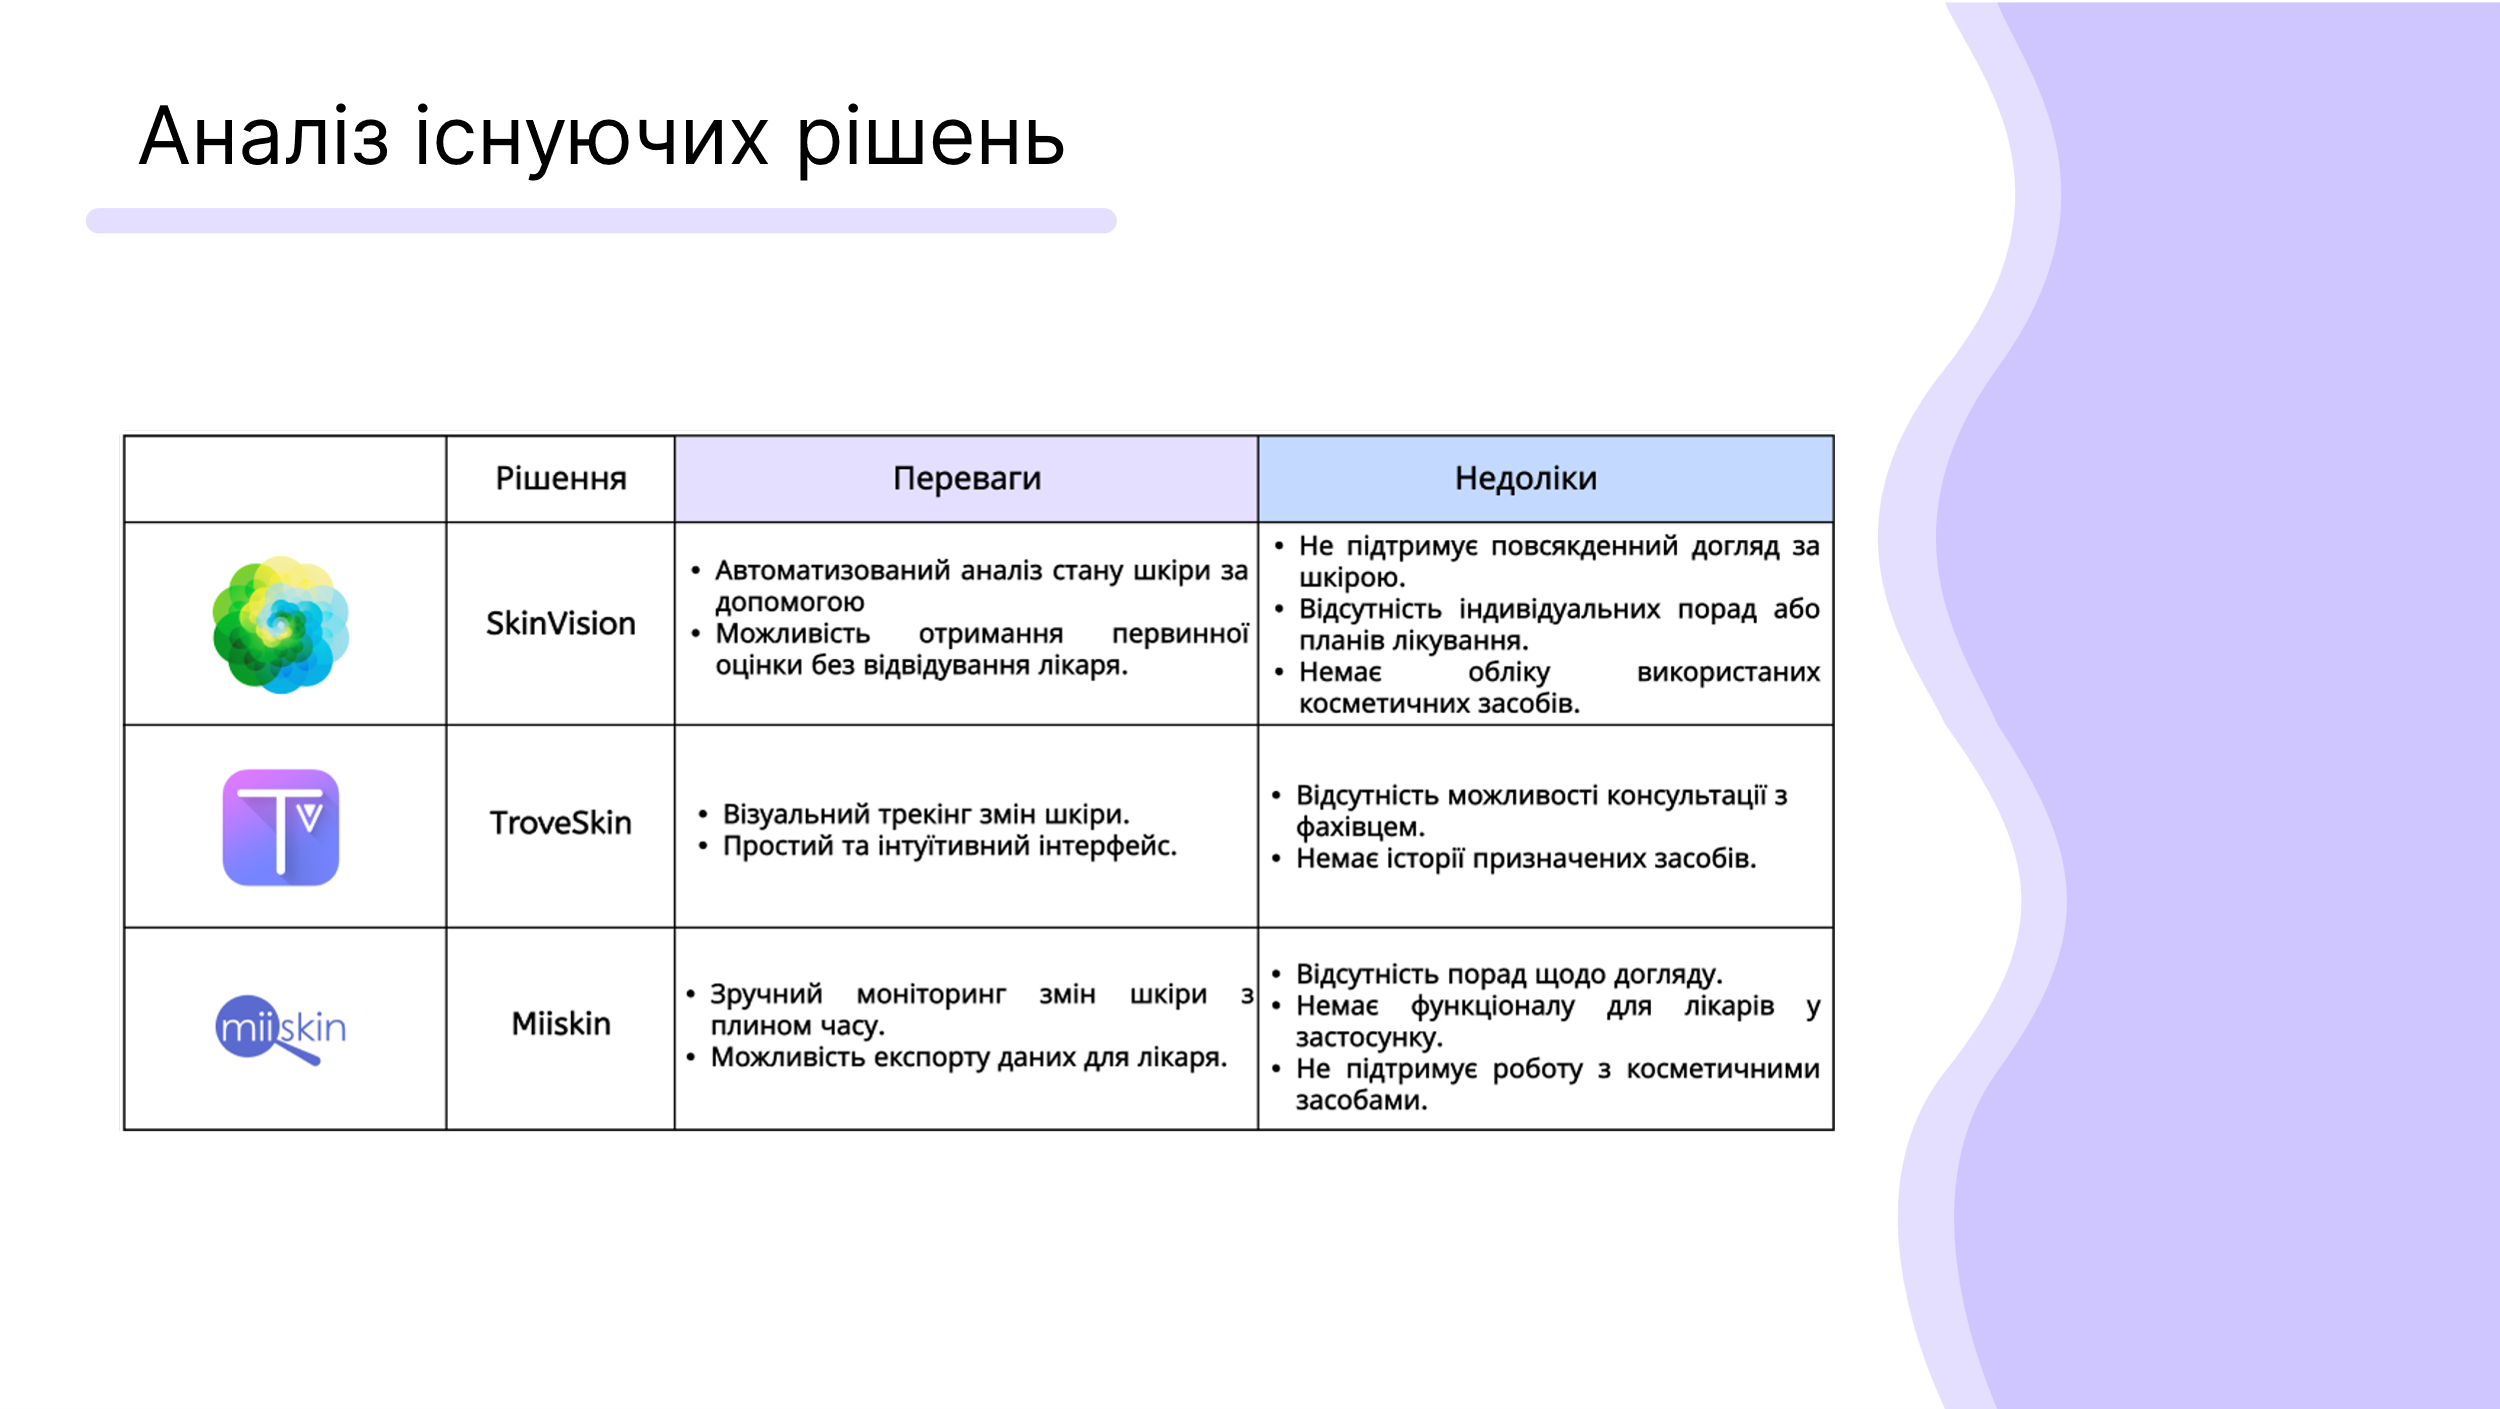 Аналіз існуючих рішень
Рішення
Переваги
Недоліки
SkinVision
• Автоматизований аналіз стану шкіри за
допомогою
• Можливість отримання первинної
оцінки без відвідування лікаря.
• Не підтримує повсякденний догляд за
шкірою.
• Відсутність індивідуальних порад або
планів лікування.
• Немає обліку використаних
косметичних засобів.
TV
TroveSkin
• Візуальний трекінг змін шкіри.
• Простий та інтуїтивний інтерфейс.
• Відсутність можливості консультації з
фахівцем.
• Немає історії призначених засобів.
miiskin
Miiskin
• Зручний моніторинг змін шкіри з
плином часу.
• Можливість експорту даних для лікаря.
• Відсутність порад щодо догляду.
• Немає функціоналу для лікарів у
застосунку.
• Не підтримує роботу з косметичними
засобами.